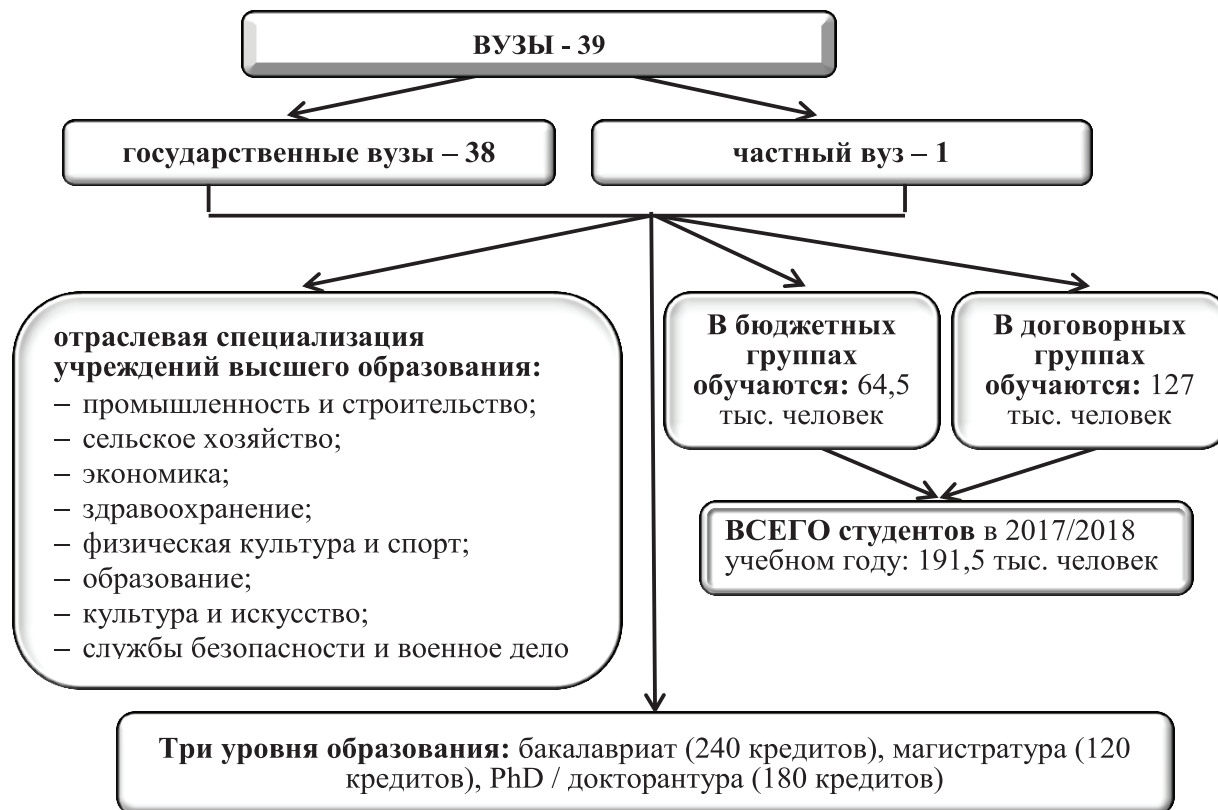 ВУЗЫ - 39
государственные вузы – 38
частный вуз – 1
отраслевая специализация
учреждений высшего образования:
– промышленность и строительство;
– сельское хозяйство;
– экономика;
– здравоохранение;
– физическая культура и спорт;
– образование;
– культура и искусство;
– службы безопасности и военное дело
В бюджетных
группах
обучаются: 64,5
тыс. человек
В договорных
группах
обучаются: 127
тыс. человек
ВСЕГО студентов в 2017/2018
учебном году: 191,5 тыс. человек
Три уровня образования: бакалавриат (240 кредитов), магистратура (120
кредитов), PhD / докторантура (180 кредитов)